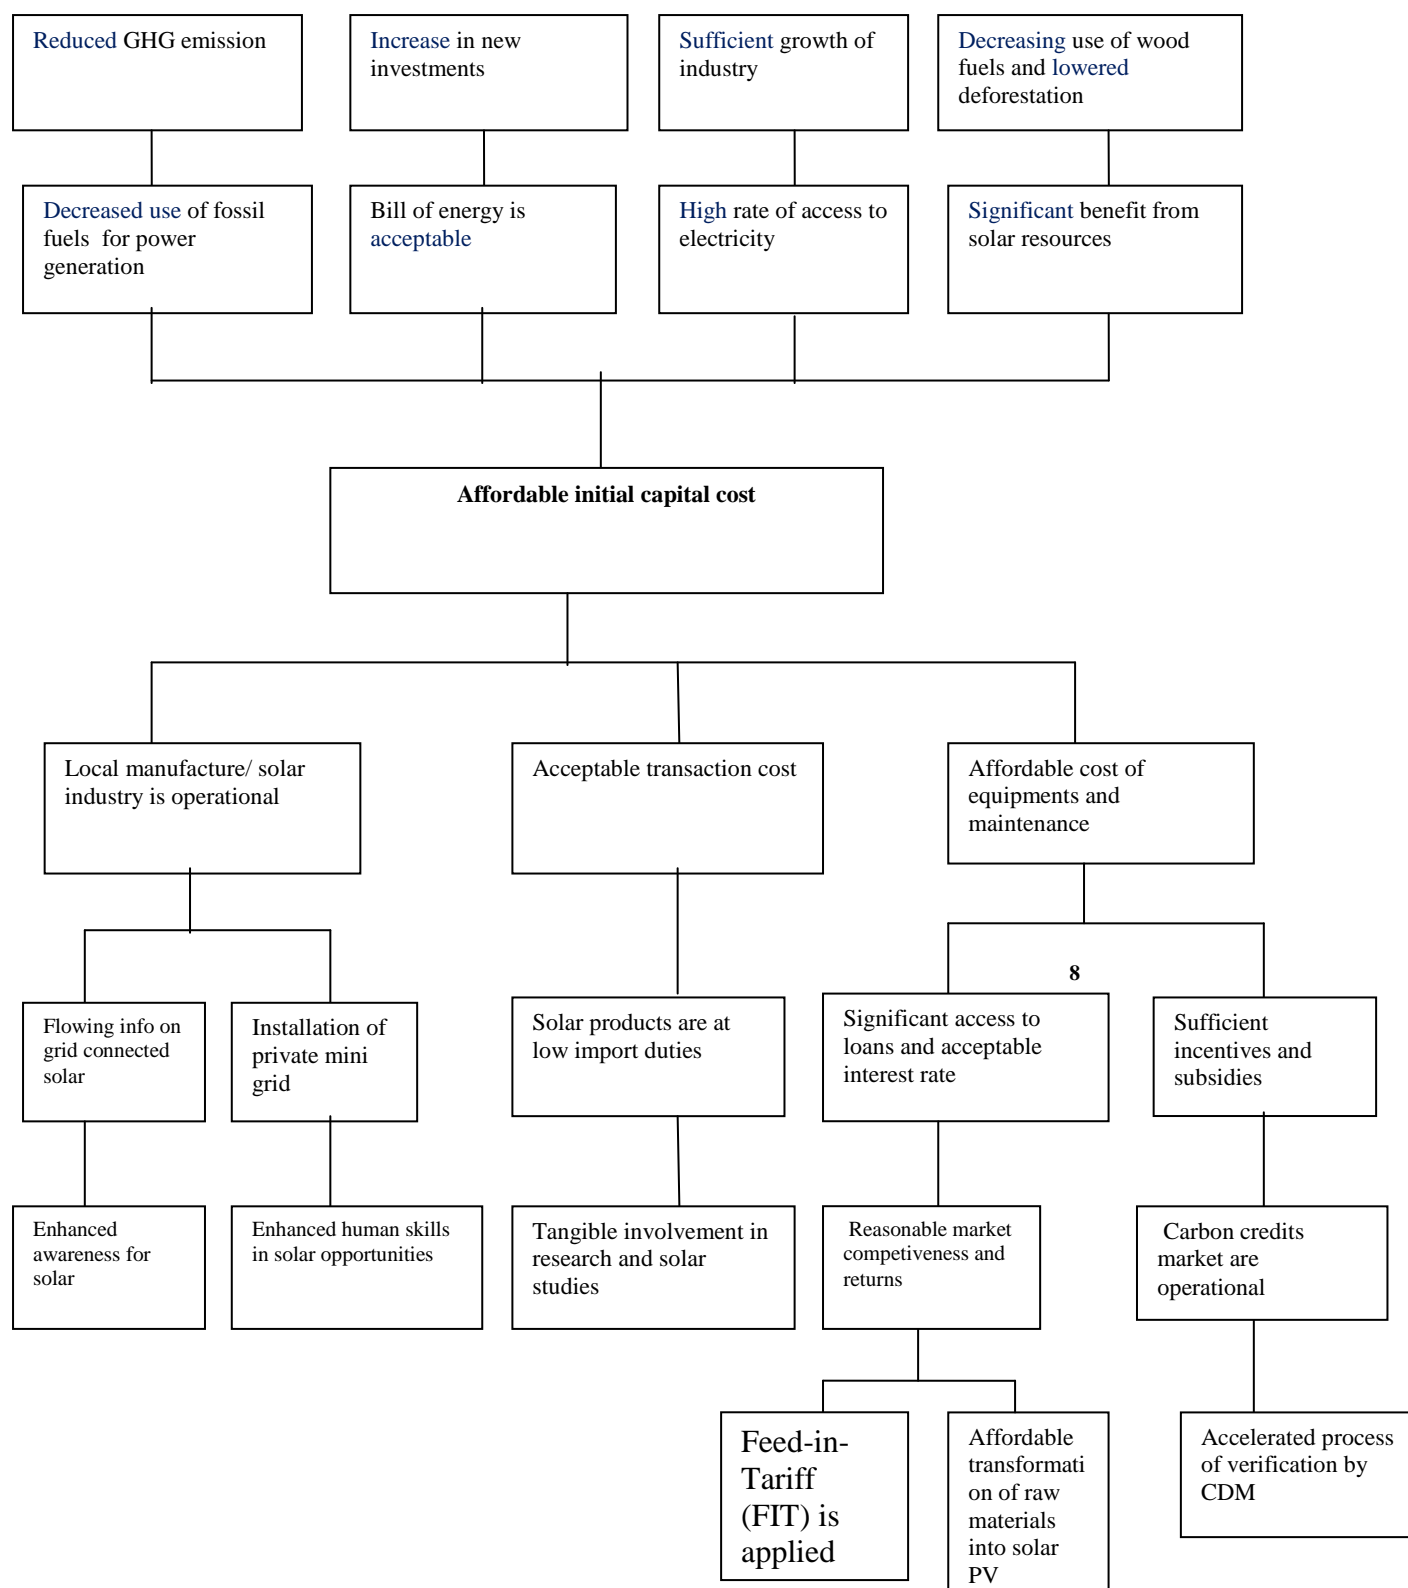 Reduced GHG emission
Increase in new
investments
Sufficient growth of
industry
Decreasing use of wood
fuels and lowered
deforestation
Decreased use of fossil
fuels for power
generation
Bill of energy is
acceptable
High rate of access to
electricity
Significant benefit from
solar resources
Affordable initial capital cost
Local manufacture/ solar
industry is operational
Acceptable transaction cost
Affordable cost of
equipments and
maintenance
8
Flowing info on
grid connected
solar
Installation of
private mini
grid
Solar products are at
low import duties
Significant access to
loans and acceptable
interest rate
Sufficient
incentives and
subsidies
Enhanced
awareness for
solar
Enhanced human skills
in solar opportunities
Tangible involvement in
research and solar
studies
Reasonable market
competiveness and
returns
Carbon credits
market are
operational
Feed-in-
Tariff
(FIT) is
applied
Affordable
transformati
on of raw
materials
into solar
PV
Accelerated process
of verification by
CDM